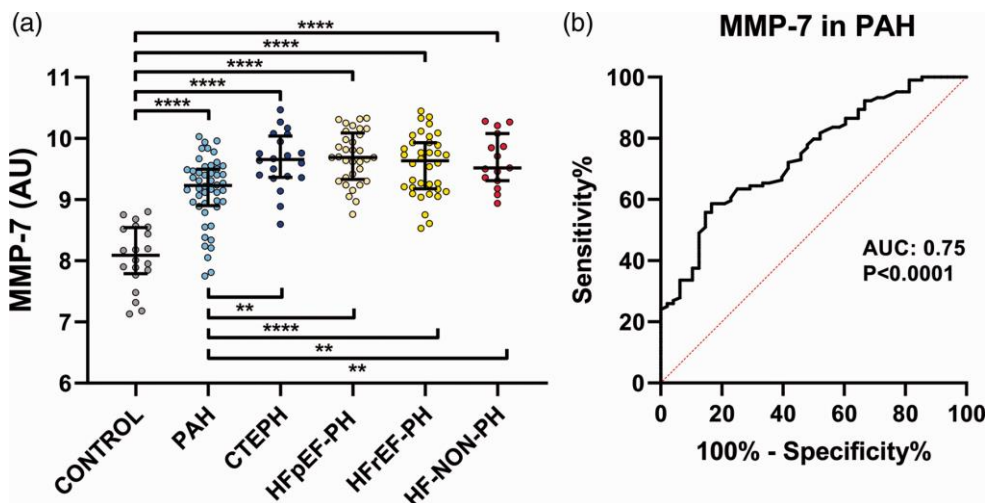 (a)
****
****
****
****
****
MMP-7 (AU)
11
10
9
8
7
6
**
****
**
**
CONTROL
PAH
CTEPH
HFpEF-PH
HFrEF-PH
HF-NON-PH
(b)
MMP-7 in PAH
Sensitivity%
100
80
60
40
20
0
AUC: 0.75
P<0.0001
0 20 40 60 80 100
100% - Specificity%